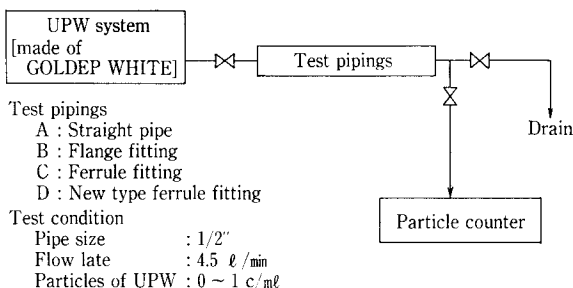 UPW system
[made of
GOLDEP WHITE]
Test pipings
Drain
Particle counter
Test pipings
A : Straight pipe
B : Flange fitting
C : Ferrule fitting
D : New type ferrule fitting
Test condition
Pipe size : 1/2″
Flow late : 4.5 ℓ/min
Particles of UPW : 0 ~ 1 c/mℓ